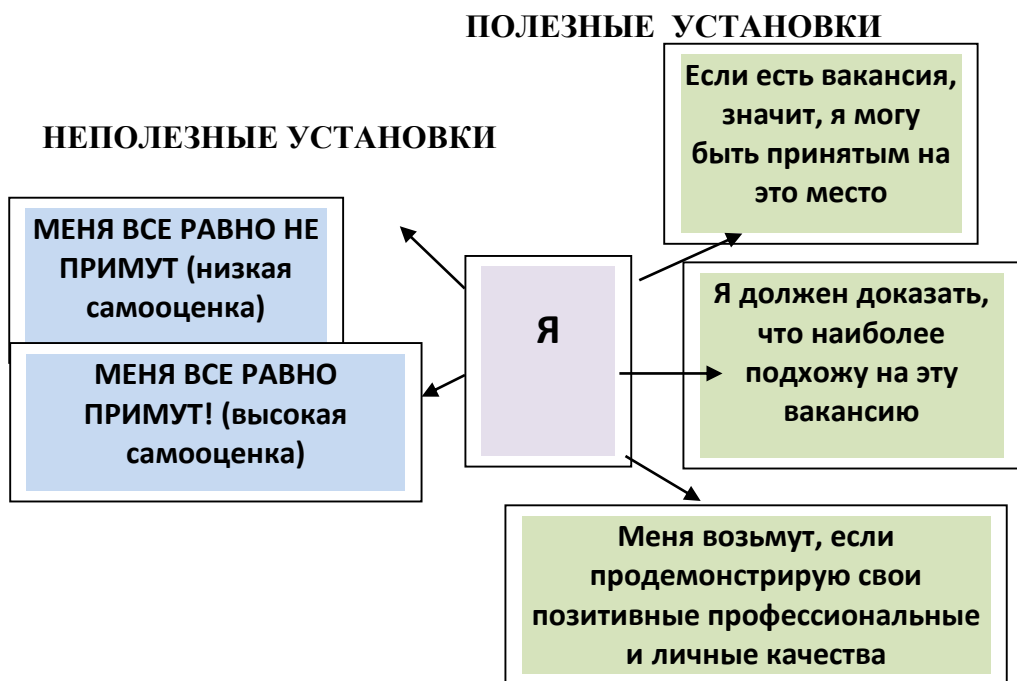 ПОЛЕЗНЫЕ УСТАНОВКИ
Если есть вакансия,
значит, я могу
быть принятым на
это место
НЕПОЛЕЗНЫЕ УСТАНОВКИ
МЕНЯ ВСЕ РАВНО НЕ
ПРИМУТ (низкая
самооценка)
Я
Я должен доказать,
что наиболее
подхожу на эту
вакансию
МЕНЯ ВСЕ РАВНО
ПРИМУТ! (высокая
самооценка)
Меня возьмут, если
продемонстрирую свои
позитивные профессиональные
и личные качества